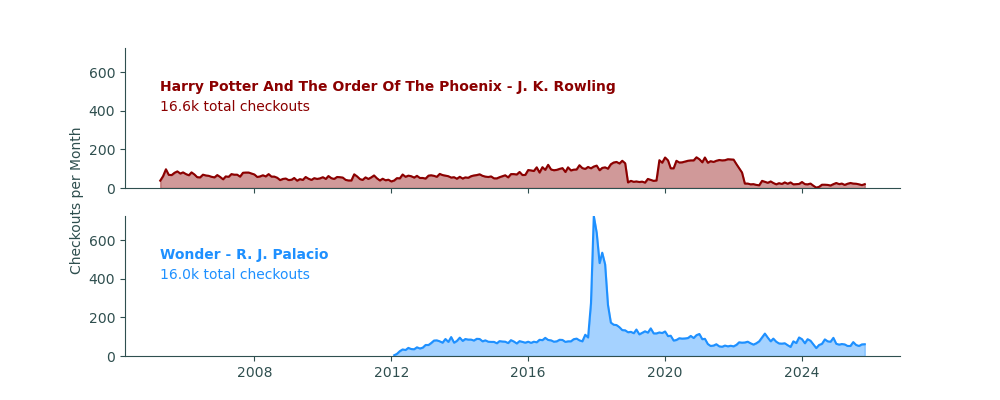 Checkouts per Month
600
400
200
0
Harry Potter And The Order Of The Phoenix - J. K. Rowling
16.6k total checkouts
600
400
200
0
Wonder - R. J. Palacio
16.0k total checkouts
2008 2012 2016 2020 2024